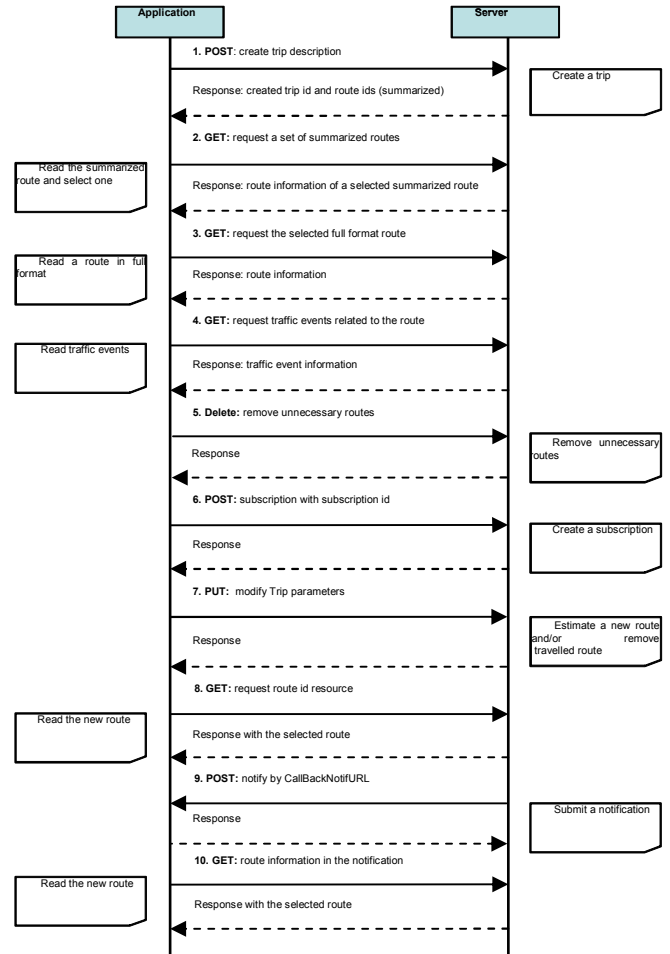 Application
Server
1. POST: create trip description
Create a trip
Response: created trip id and route ids (summarized)
2. GET: request a set of summarized routes
Read the summarized
route and select one
Response: route information of a selected summarized route
3. GET: request the selected full format route
Read a route in full
format
Response: route information
4. GET: request traffic events related to the route
Read traffic events
Response: traffic event information
5. Delete: remove unnecessary routes
Remove unnecessary
routes
Response
6. POST: subscription with subscription id
Create a subscription
Response
7. PUT: modify Trip parameters
Estimate a new route
and/or remove
travelled route
Response
8. GET: request route id resource
Read the new route
Response with the selected route
9. POST: notify by CallBackNotifURL
Submit a notification
Response
10. GET: route information in the notification
Read the new route
Response with the selected route